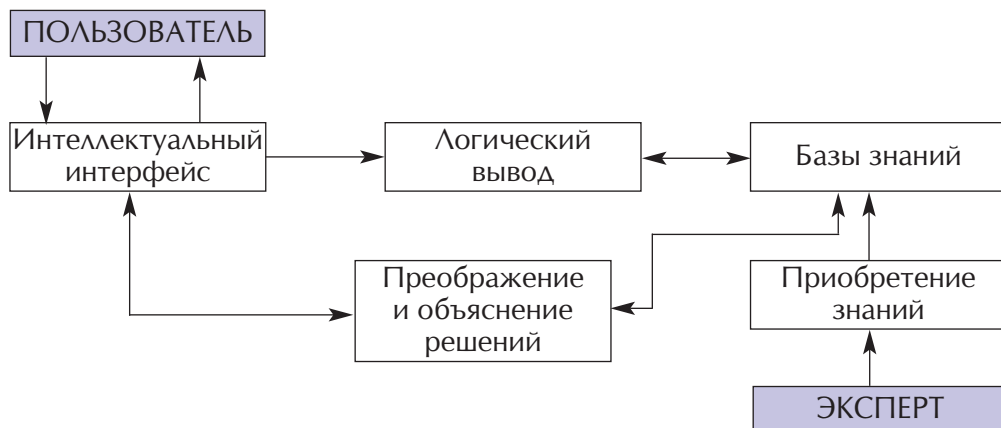 ПОЛЬЗОВАТЕЛЬ
Интеллектуальный
интерфейс
Логический
вывод
Базы знаний
Преображение
и объяснение
решений
Приобретение
знаний
ЭКСПЕРТ